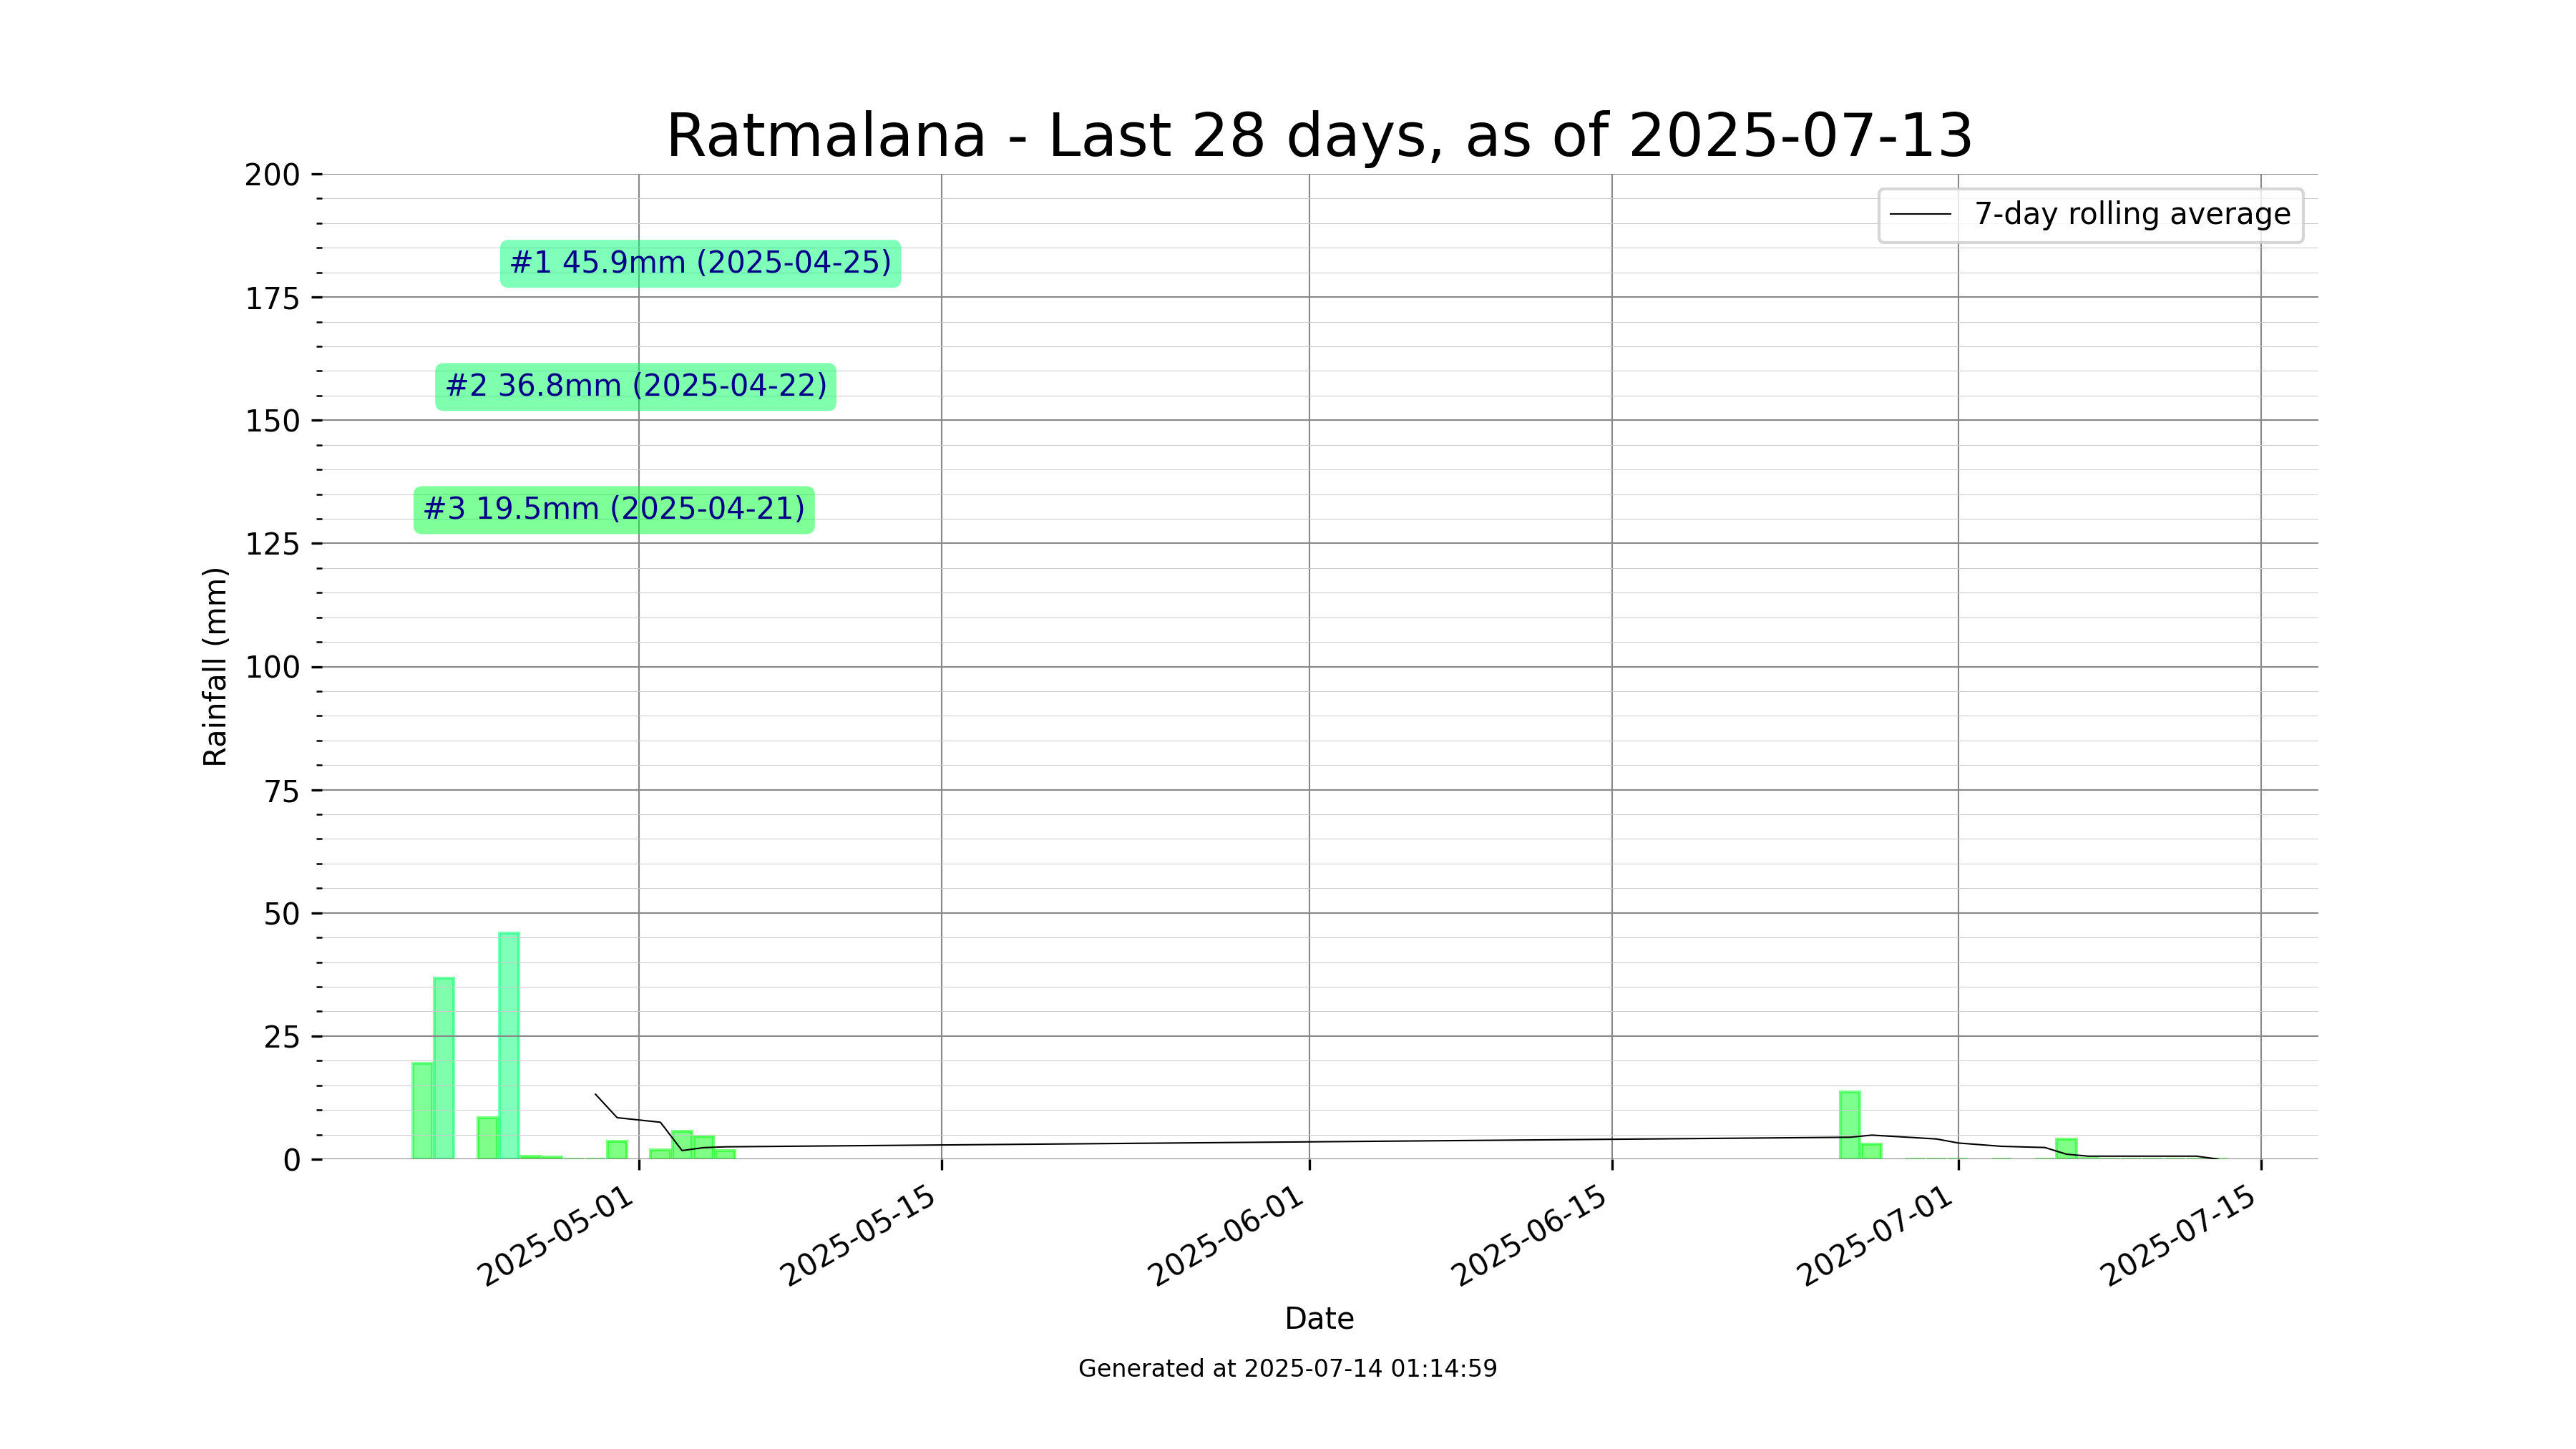 Ratmalana - Last 28 days, as of 2025-07-13
7-day rolling average
#1 45.9mm (2025-04-25)
#2 36.8mm (2025-04-22)
#3 19.5mm (2025-04-21)
Rainfall (mm)
200
175
150
125
100
75
50
25
0
2025-05-01
2025-05-15
2025-06-01
2025-06-15
2025-07-01
2025-07-15
Date
Generated at 2025-07-14 01:14:59